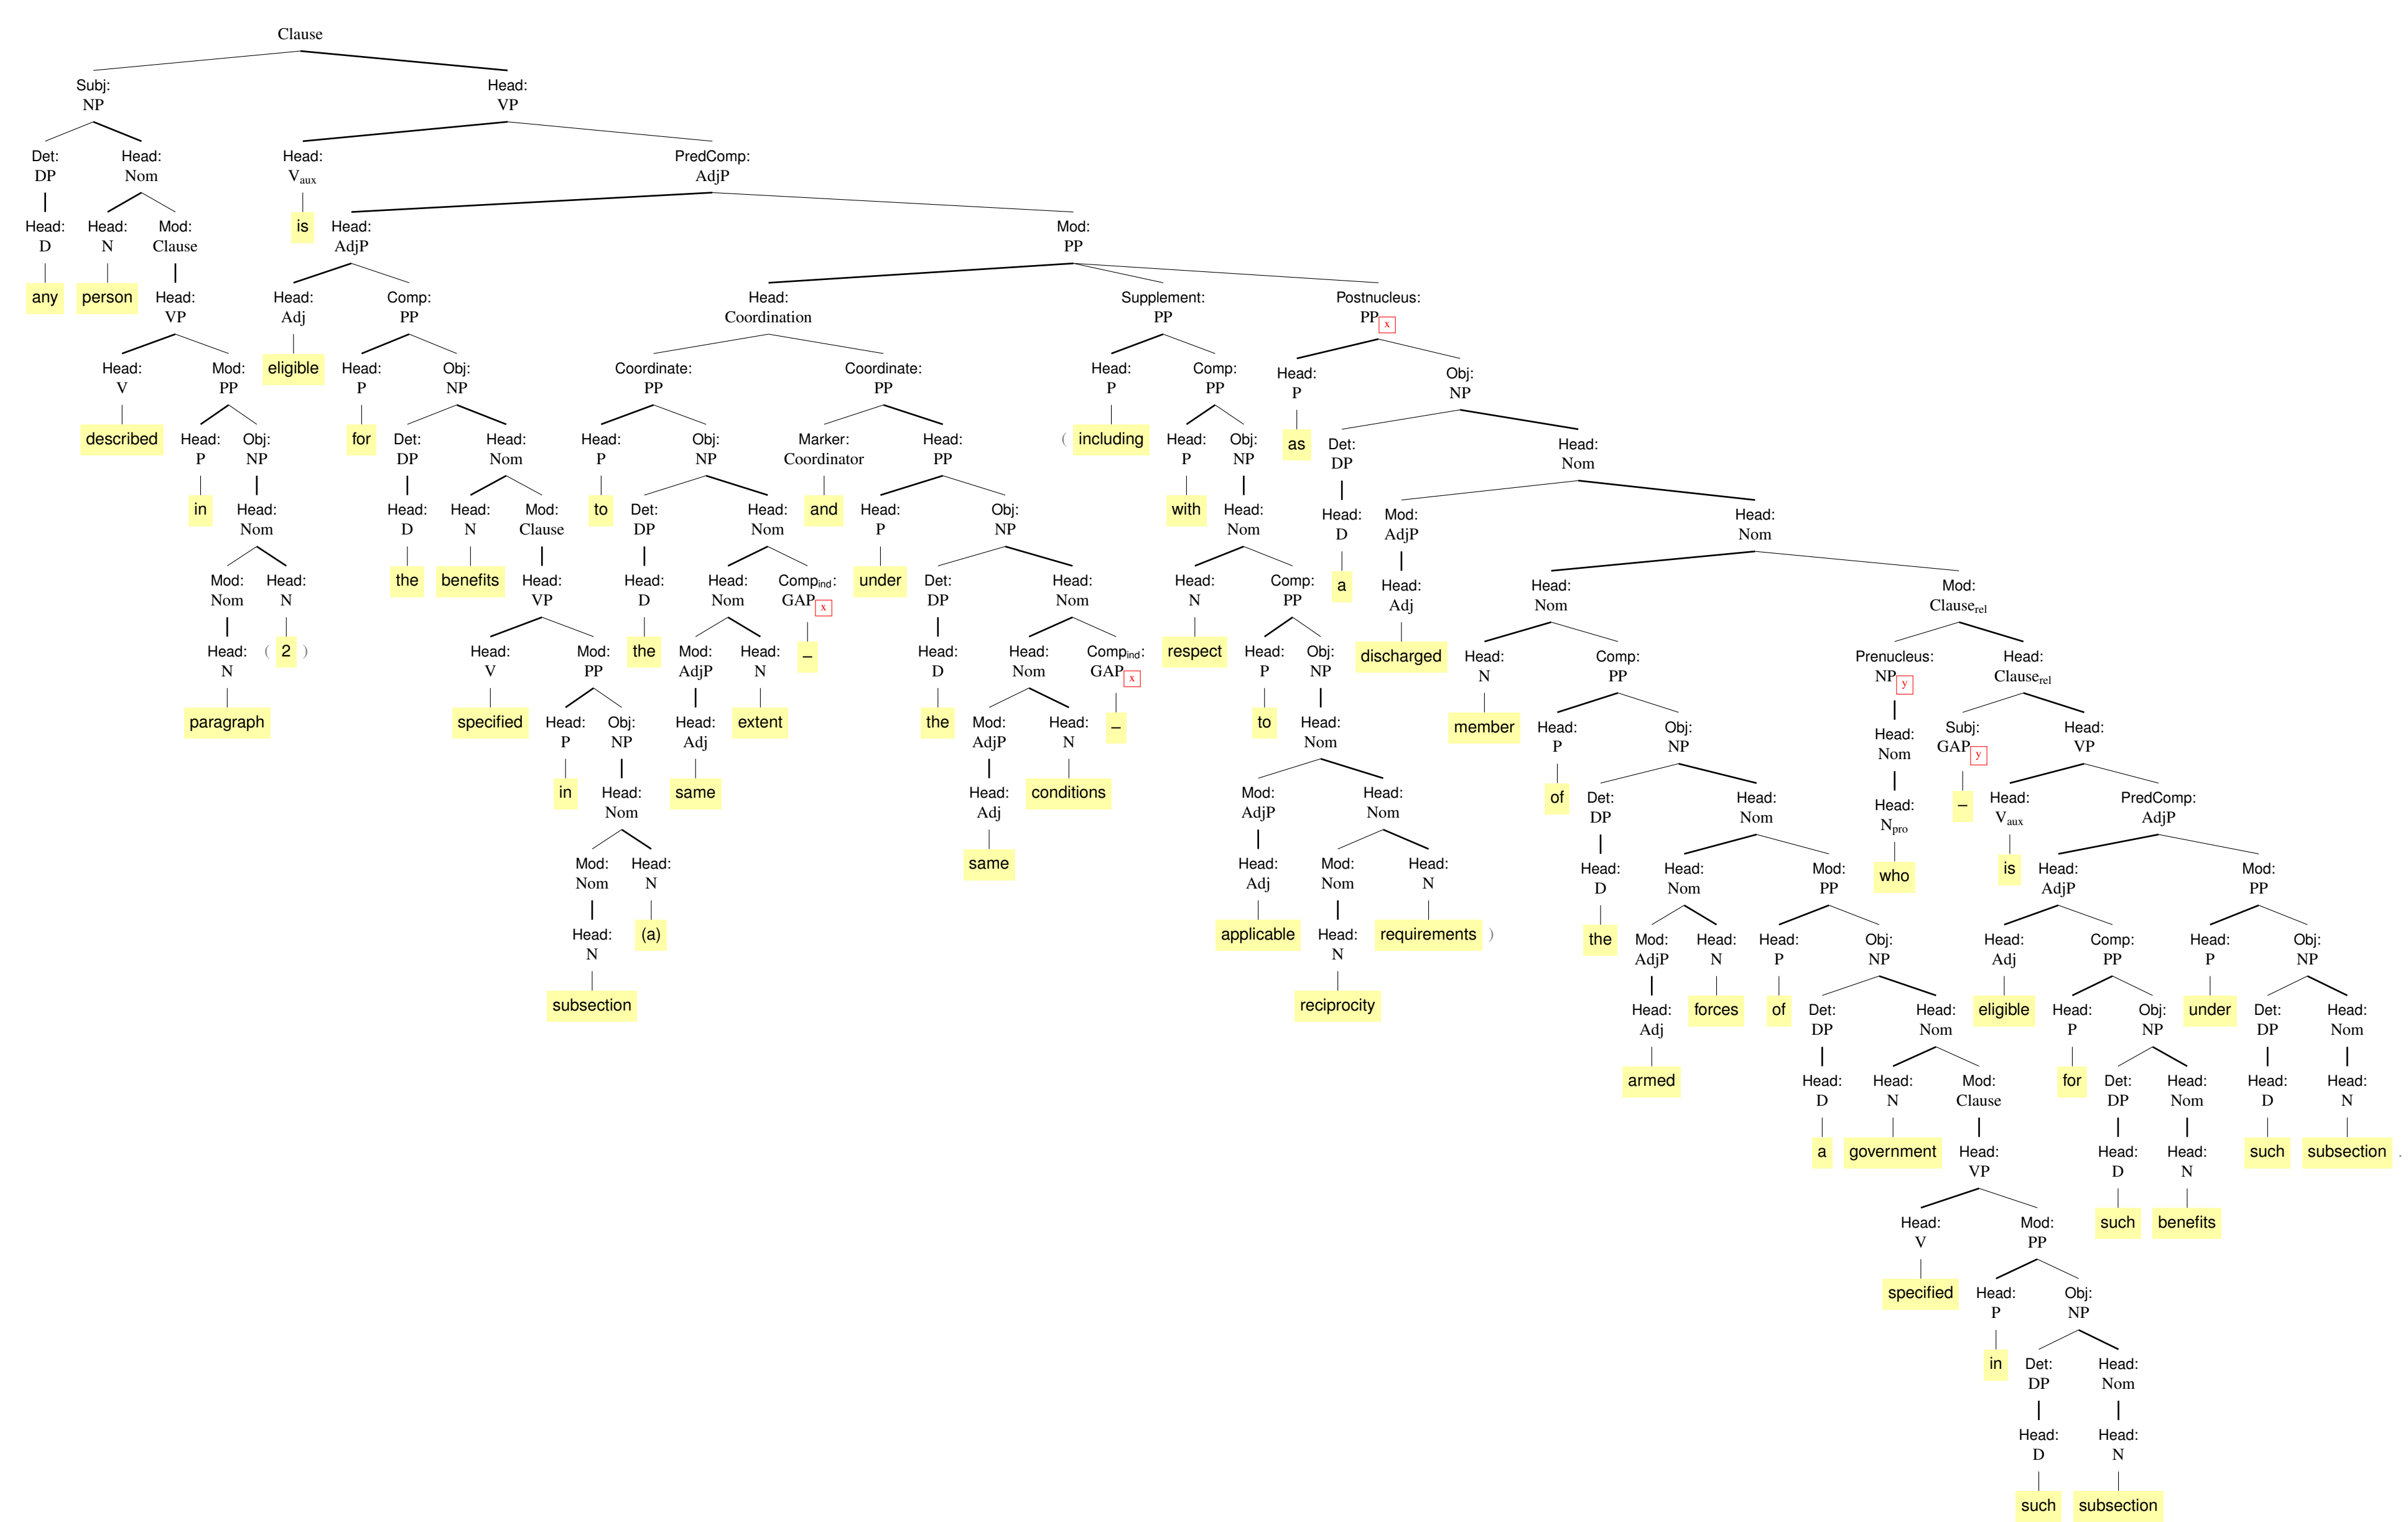 Clause
Subj: Head:
NP VP
Det: Head: Head: PredComp:
DP Nom Vaux AdjP
Head: Head: Mod: is Head: Mod:
D N Clause AdjP PP
any person Head: Head: Comp: Head: Supplement: Postnucleus:
VP Adj PP Coordination PP PP x
Head: Mod: eligible Head: Obj: Coordinate: Coordinate: Head: Comp: Head: Obj:
V PP P NP PP PP P PP P NP
described Head: Obj: for Det: Head: Head: Obj: Marker: Head: ( including Head: Obj: as Det: Head:
P NP DP Nom P NP Coordinator PP P NP DP Nom
in Head: Head: Head: Mod: to Det: Head: and Head: Obj: with Head: Head: Mod: Head:
Nom D N Clause DP Nom P NP Nom D AdjP Nom
Mod: Head: the benefits Head: Head: Head: Compind: under Det: Head: Head: Comp: a Head: Head: Mod:
Nom N VP D Nom GAP x DP Nom N PP Adj Nom Clauserel
Head: ( 2 ) Head: Mod: the Mod: Head: – Head: Head: Compind: respect Head: Obj: discharged Head: Comp: Prenucleus: Head:
N V PP AdjP N D Nom GAP x P NP N PP NP y Clauserel
paragraph specified Head: Obj: Head: extent the Mod: Head: – to Head: member Head: Obj: Head: Subj: Head:
P NP Adj AdjP N Nom P NP Nom GAP y VP
in Head: same Head: conditions Mod: Head: of Det: Head: Head: – Head: PredComp:
Nom Adj AdjP Nom DP Nom Npro Vaux AdjP
Mod: Head: same Head: Mod: Head: Head: Head: Mod: who is Head: Mod:
Nom N Adj Nom N D Nom PP AdjP PP
Head: (a) applicable Head: requirements ) the Mod: Head: Head: Obj: Head: Comp: Head: Obj:
N N AdjP N P NP Adj PP P NP
subsection reciprocity Head: forces of Det: Head: eligible Head: Obj: under Det: Head:
Adj DP Nom P NP DP Nom
armed Head: Head: Mod: for Det: Head: Head: Head:
D N Clause DP Nom D N
a government Head: Head: Head: such subsection .
VP D N
Head: Mod: such benefits
V PP
specified Head: Obj:
P NP
in Det: Head:
DP Nom
Head: Head:
D N
such subsection